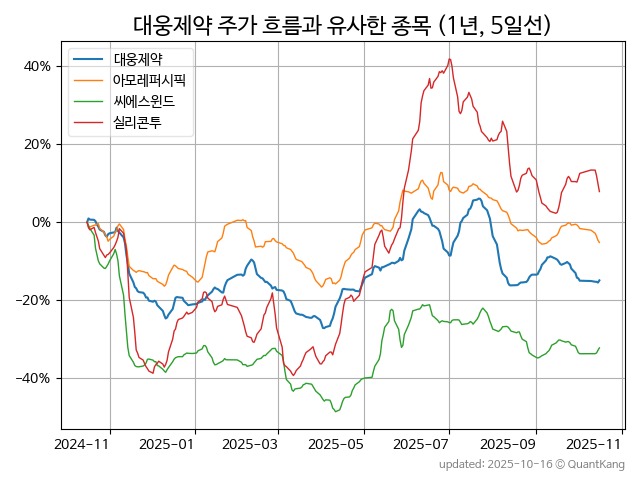 대웅제약 주가 흐름과 유사한 종목 (1년, 5일선)
대웅제약
아모레퍼시픽
씨에스윈드
실리콘투
40%
20%
0%
−20%
−40%
2024-11 2025-01 2025-03 2025-05 2025-07 2025-09 2025-11
updated: 2025-10-16 © QuantKang